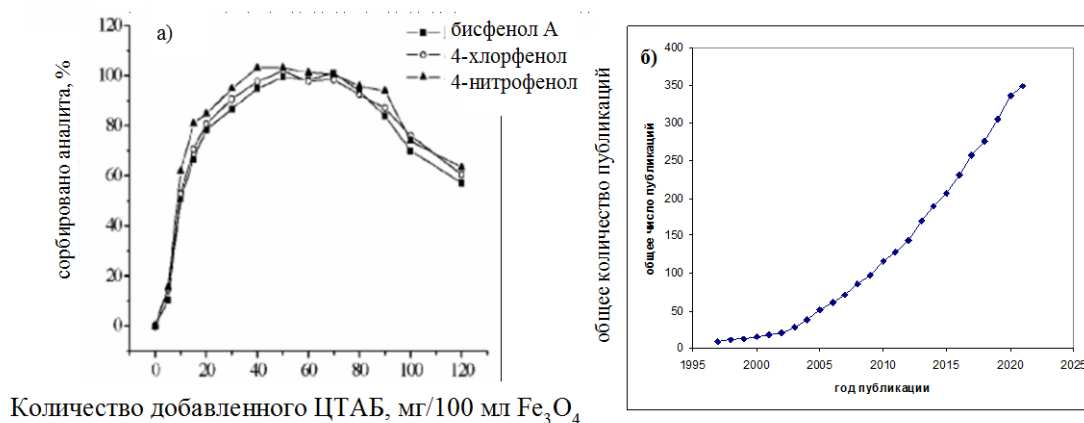 а)
бисфенол А
4-хлорфенол
4-нитрофенол
сорбировано аналита, %
120
100
80
60
40
20
0
0 20 40 60 80 100 120
Количество добавленного ЦТАБ, мг/100 мл Fe₃O₄
б)
общее количество публикаций
общее число публикаций
400
350
300
250
200
150
100
50
0
1995 2000 2005 2010 2015 2020 2025
год публикации